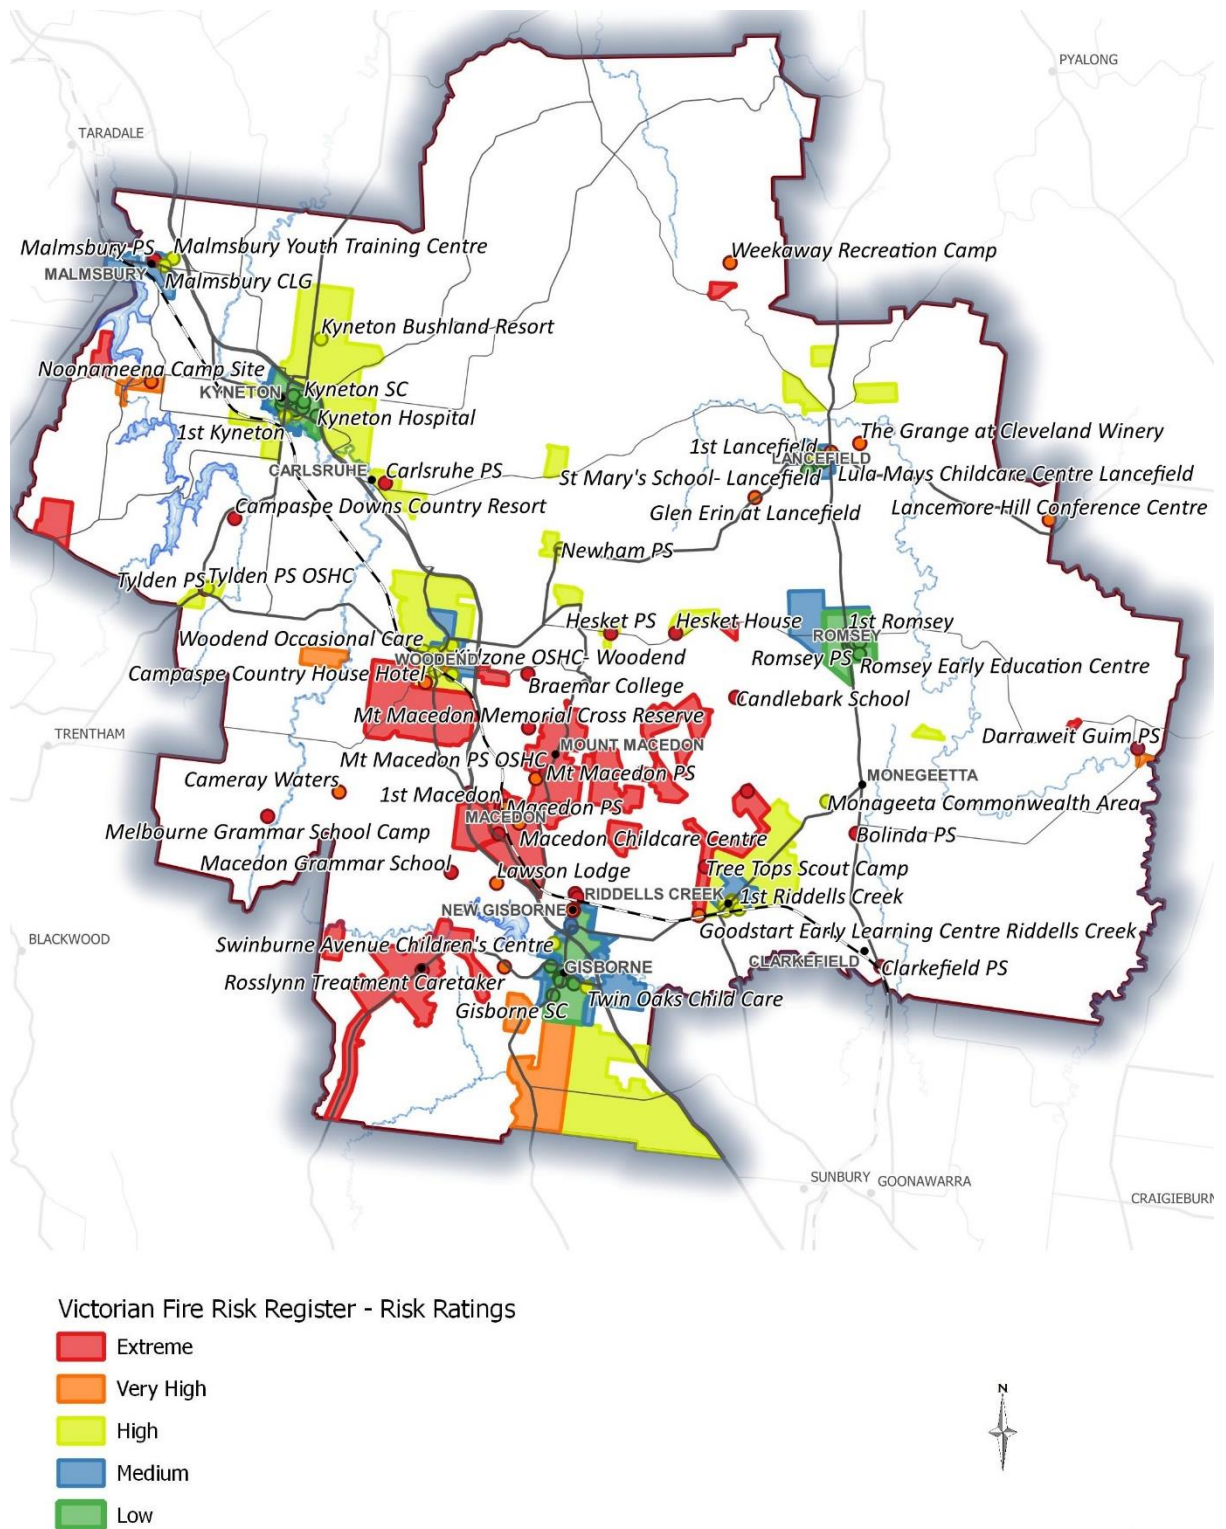 PYALONG
TARADALE
Malmsbury PS
Malmsbury Youth Training Centre
MALMSBURY
Malmsbury CLG
Weekaway Recreation Camp
Kyneton Bushland Resort
Noonameena Camp Site
KYNETON
Kyneton SC
Kyneton Hospital
1st Kyneton
The Grange at Cleveland Winery
1st Lancefield
LANCEFIELD
CARLSRUHE
Carlsruhe PS
St Mary's School- Lancefield
Lula-Mays Childcare Centre Lancefield
Campaspe Downs Country Resort
Glen Erin at Lancefield
Lancemore Hill Conference Centre
Newham PS
Tylden PS
Tylden PS OSHC
Hesket PS
Hesket House
1st Romsey
ROMSEY
Woodend Occasional Care
WOODEND
zone OSHC- Woodend
Romsey PS
Romsey Early Education Centre
Campaspe Country House Hotel
Braemar College
Candlebark School
Mt Macedon Memorial Cross Reserve
TRENTHAM
MOUNT MACEDON
Darraweit Guim PS
Mt Macedon PS OSHC
Mt Macedon PS
MONEGEETTA
Cameray Waters
1st Macedon
Macedon PS
Monageeta Commonwealth Area
MACEDON
Melbourne Grammar School Camp
Macedon Childcare Centre
Bolinda PS
Macedon Grammar School
Lawson Lodge
Tree Tops Scout Camp
RIDDELLS CREEK
1st Riddells Creek
NEW GISBORNE
BLACKWOOD
Swinburne Avenue Children's Centre
Goodstart Early Learning Centre Riddells Creek
CLARKEFIELD
Clarkefield PS
GISBORNE
Rosslynn Treatment Caretaker
Gisborne SC
Twin Oaks Child Care
SUNBURY
GOONAWARRA
CRAIGIEBURN
Victorian Fire Risk Register - Risk Ratings
Extreme
Very High
High
Medium
Low
N